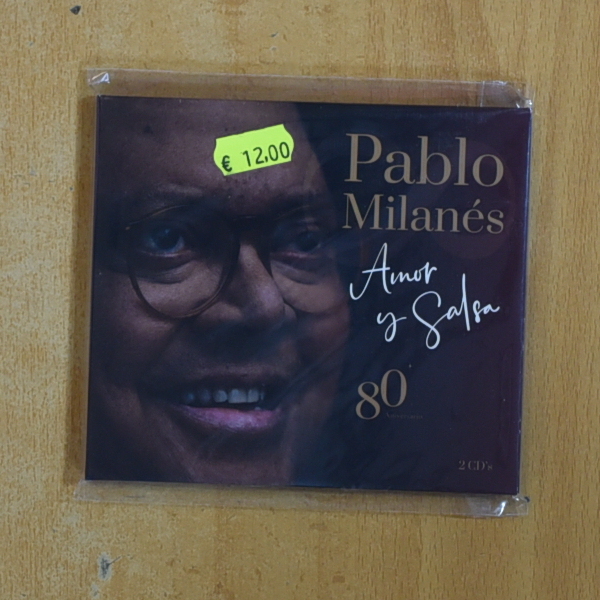 € 12,00
Pablo
Milanés
Amor
y Salsa
80
2 CD's